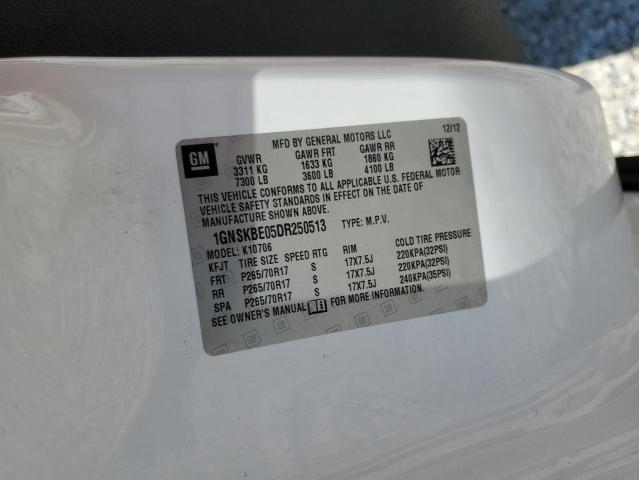 GM
MFD BY GENERAL MOTORS LLC 12/12
GVWR GAWR FRT GAWR RR
3311 KG 1633 KG 1860 KG
7300 LB 3600 LB 4100 LB
THIS VEHICLE CONFORMS TO ALL APPLICABLE U.S. FEDERAL MOTOR
VEHICLE SAFETY STANDARDS IN EFFECT ON THE DATE OF
MANUFACTURE SHOWN ABOVE.
1GNSKBE05DR250513 TYPE: M.P.V.
MODEL: K10706
KFJT TIRE SIZE SPEED RTG RIM COLD TIRE PRESSURE
FRT P265/70R17 S 17X7.5J 220KPA(32PSI)
RR P265/70R17 S 17X7.5J 220KPA(32PSI)
SPA P265/70R17 S 17X7.5J 240KPA(35PSI)
SEE OWNER'S MANUAL FOR MORE INFORMATION.